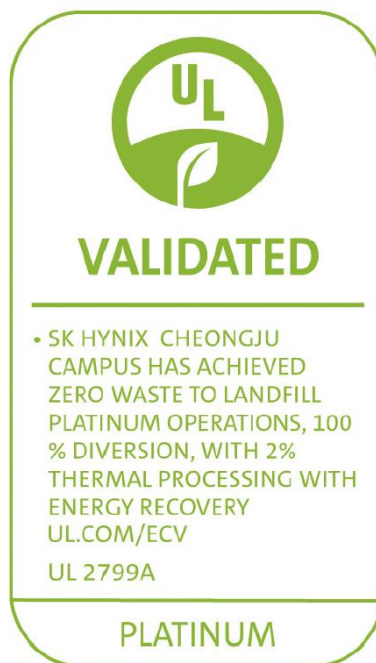 UL
VALIDATED
• SK HYNIX CHEONGJU
CAMPUS HAS ACHIEVED
ZERO WASTE TO LANDFILL
PLATINUM OPERATIONS, 100
% DIVERSION, WITH 2%
THERMAL PROCESSING WITH
ENERGY RECOVERY
UL.COM/ECV
UL 2799A
PLATINUM